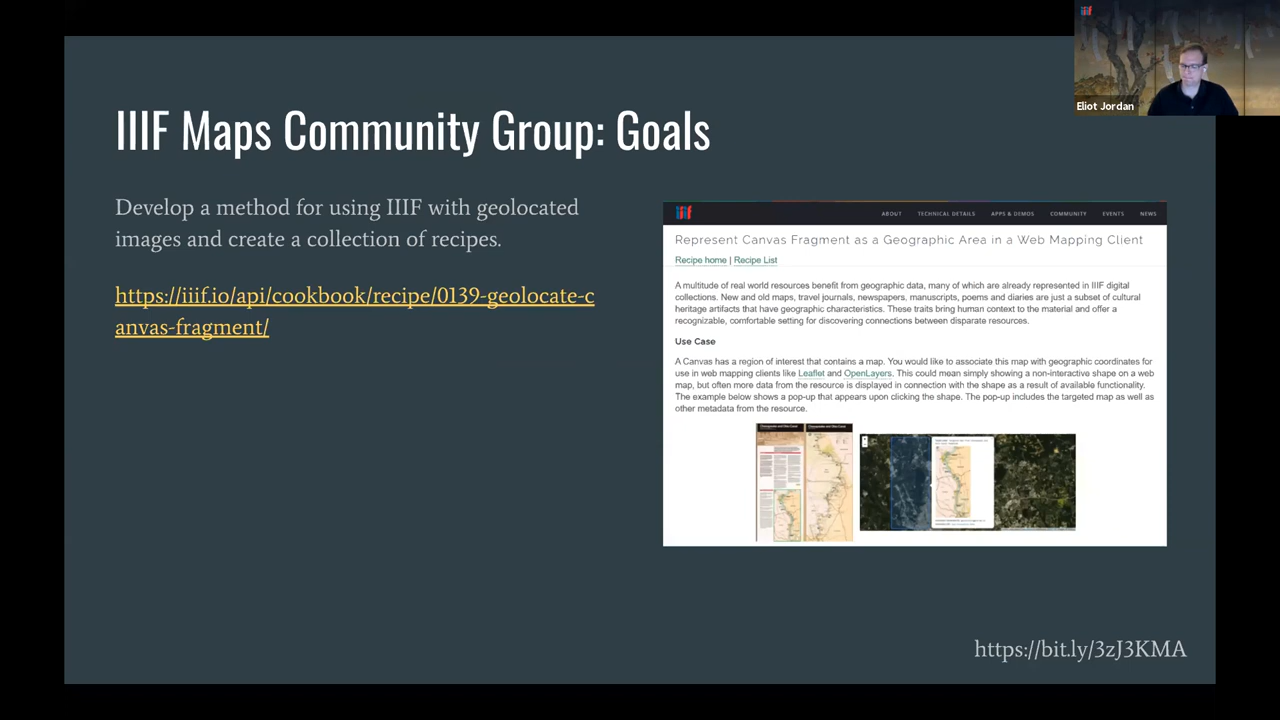 iiif
Eliot Jordan
IIIF Maps Community Group: Goals
Develop a method for using IIIF with geolocated
images and create a collection of recipes.
https://iiif.io/api/cookbook/recipe/0139-geolocate-c
anvas-fragment/
iiif
ABOUT TECHNICAL DETAILS APPS & DEMOS COMMUNITY EVENTS NEWS
Represent Canvas Fragment as a Geographic Area in a Web Mapping Client
Recipe home | Recipe List
A multitude of real world resources benefit from geographic data, many of which are already represented in IIIF digital
collections. New and old maps, travel journals, newspapers, manuscripts, poems and diaries are just a subset of cultural
heritage artifacts that have geographic characteristics. These traits bring human context to the material and offer a
recognizable, comfortable setting for discovering connections between disparate resources.
Use Case
A Canvas has a region of interest that contains a map. You would like to associate this map with geographic coordinates for
use in web mapping clients like Leaflet and OpenLayers. This could mean simply showing a non-interactive shape on a web
map, but often more data from the resource is displayed in connection with the shape as a result of available functionality.
The example below shows a pop-up that appears upon clicking the shape. The pop-up includes the targeted map as well as
other metadata from the resource.
https://bit.ly/3zJ3KMA